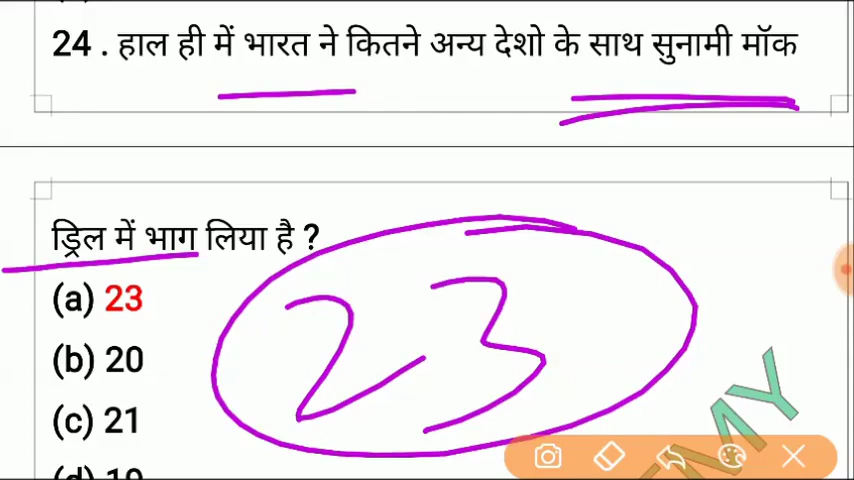 24 . हाल ही में भारत ने कितने अन्य देशो के साथ सुनामी मॉक
ड्रिल में भाग लिया है ?
(a) 23
23
(b) 20
(c) 21